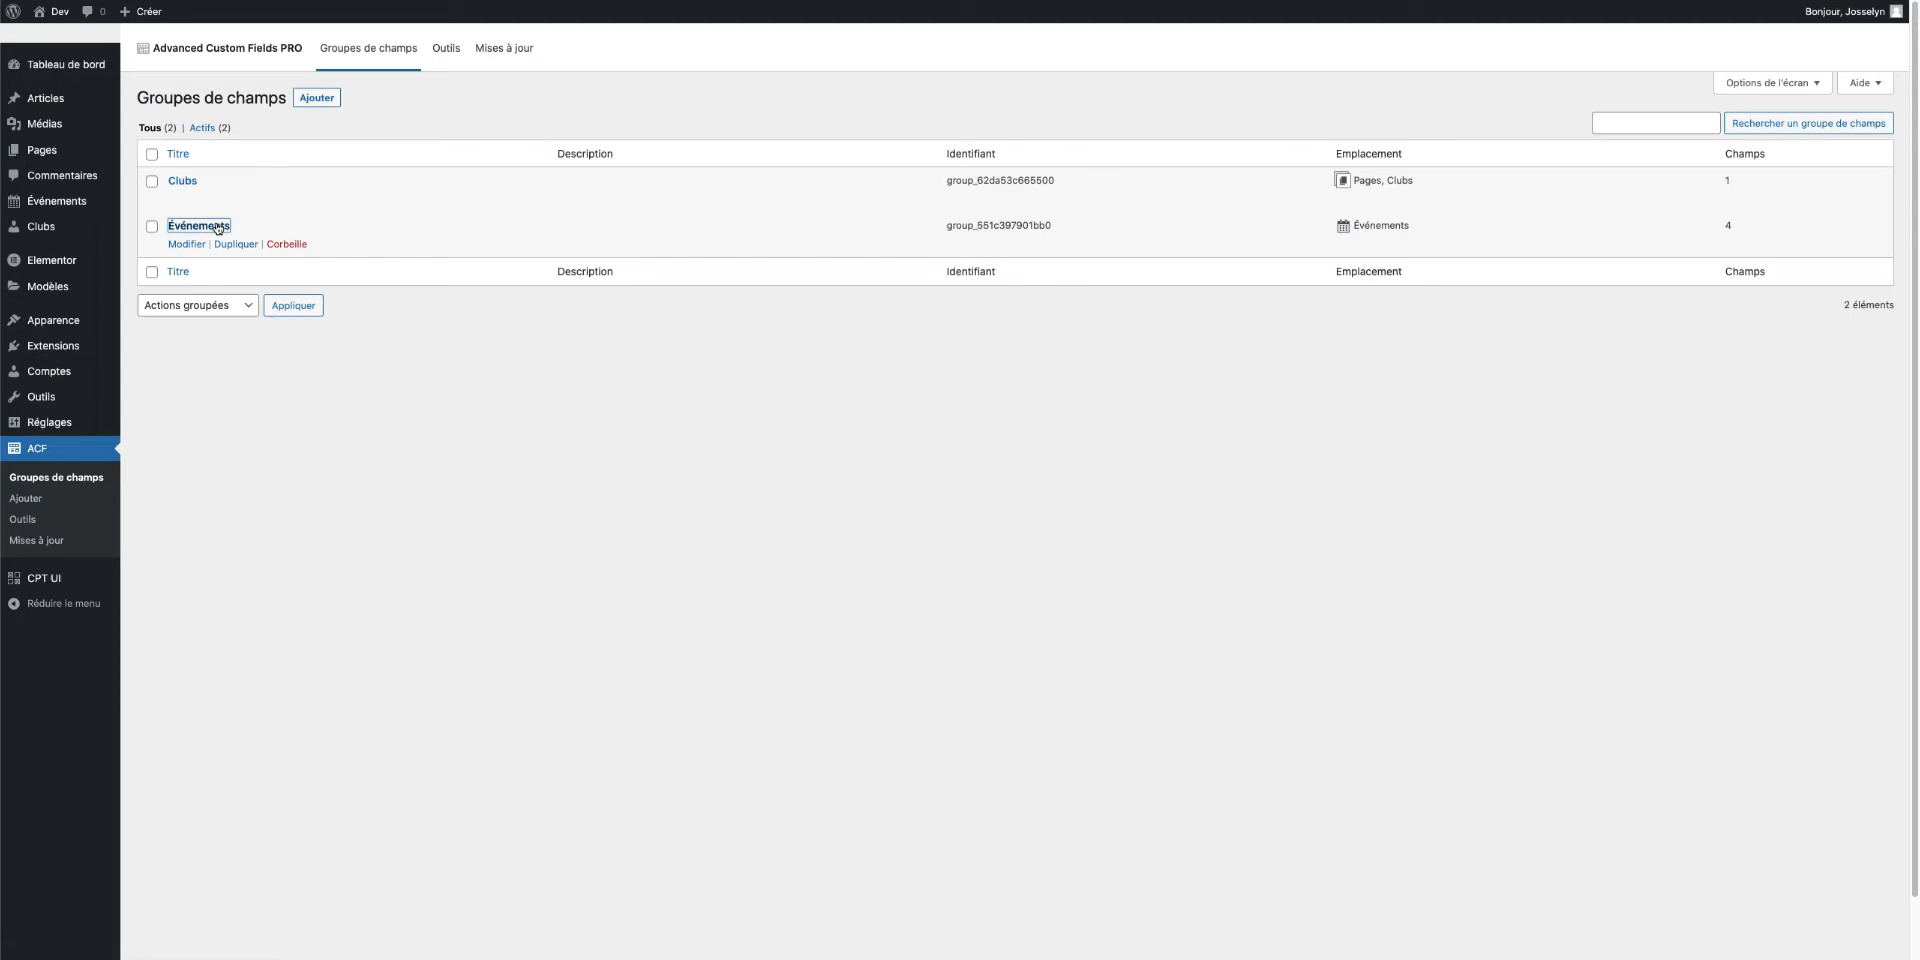 Dev 0 Créer Bonjour, Josselyn
Advanced Custom Fields PRO Groupes de champs Outils Mises à jour
Tableau de bord
Articles
Médias
Pages
Commentaires
Événements
Clubs
Elementor
Modèles
Apparence
Extensions
Comptes
Outils
Réglages
ACF
Groupes de champs
Ajouter
Outils
Mises à jour
CPT UI
Réduire le menu
Options de l'écran Aide
Groupes de champs Ajouter
Tous (2) | Actifs (2) Rechercher un groupe de champs
Titre Description Identifiant Emplacement Champs
Clubs group_62da53c665500 Pages, Clubs 1
Événements group_551c397901bb0 Événements 4
Modifier | Dupliquer | Corbeille
Titre Description Identifiant Emplacement Champs
Actions groupées Appliquer 2 éléments